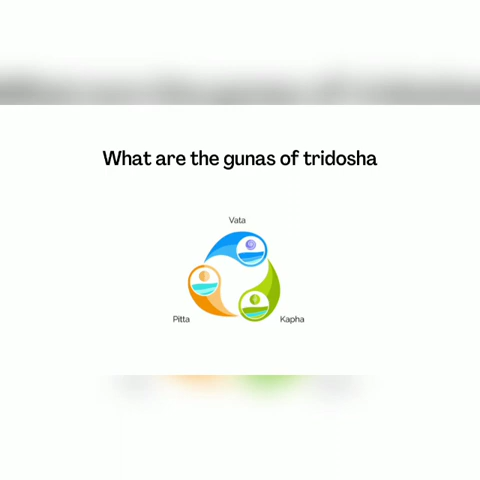 What are the gunas of tridosha
Vata
Pitta
Kapha